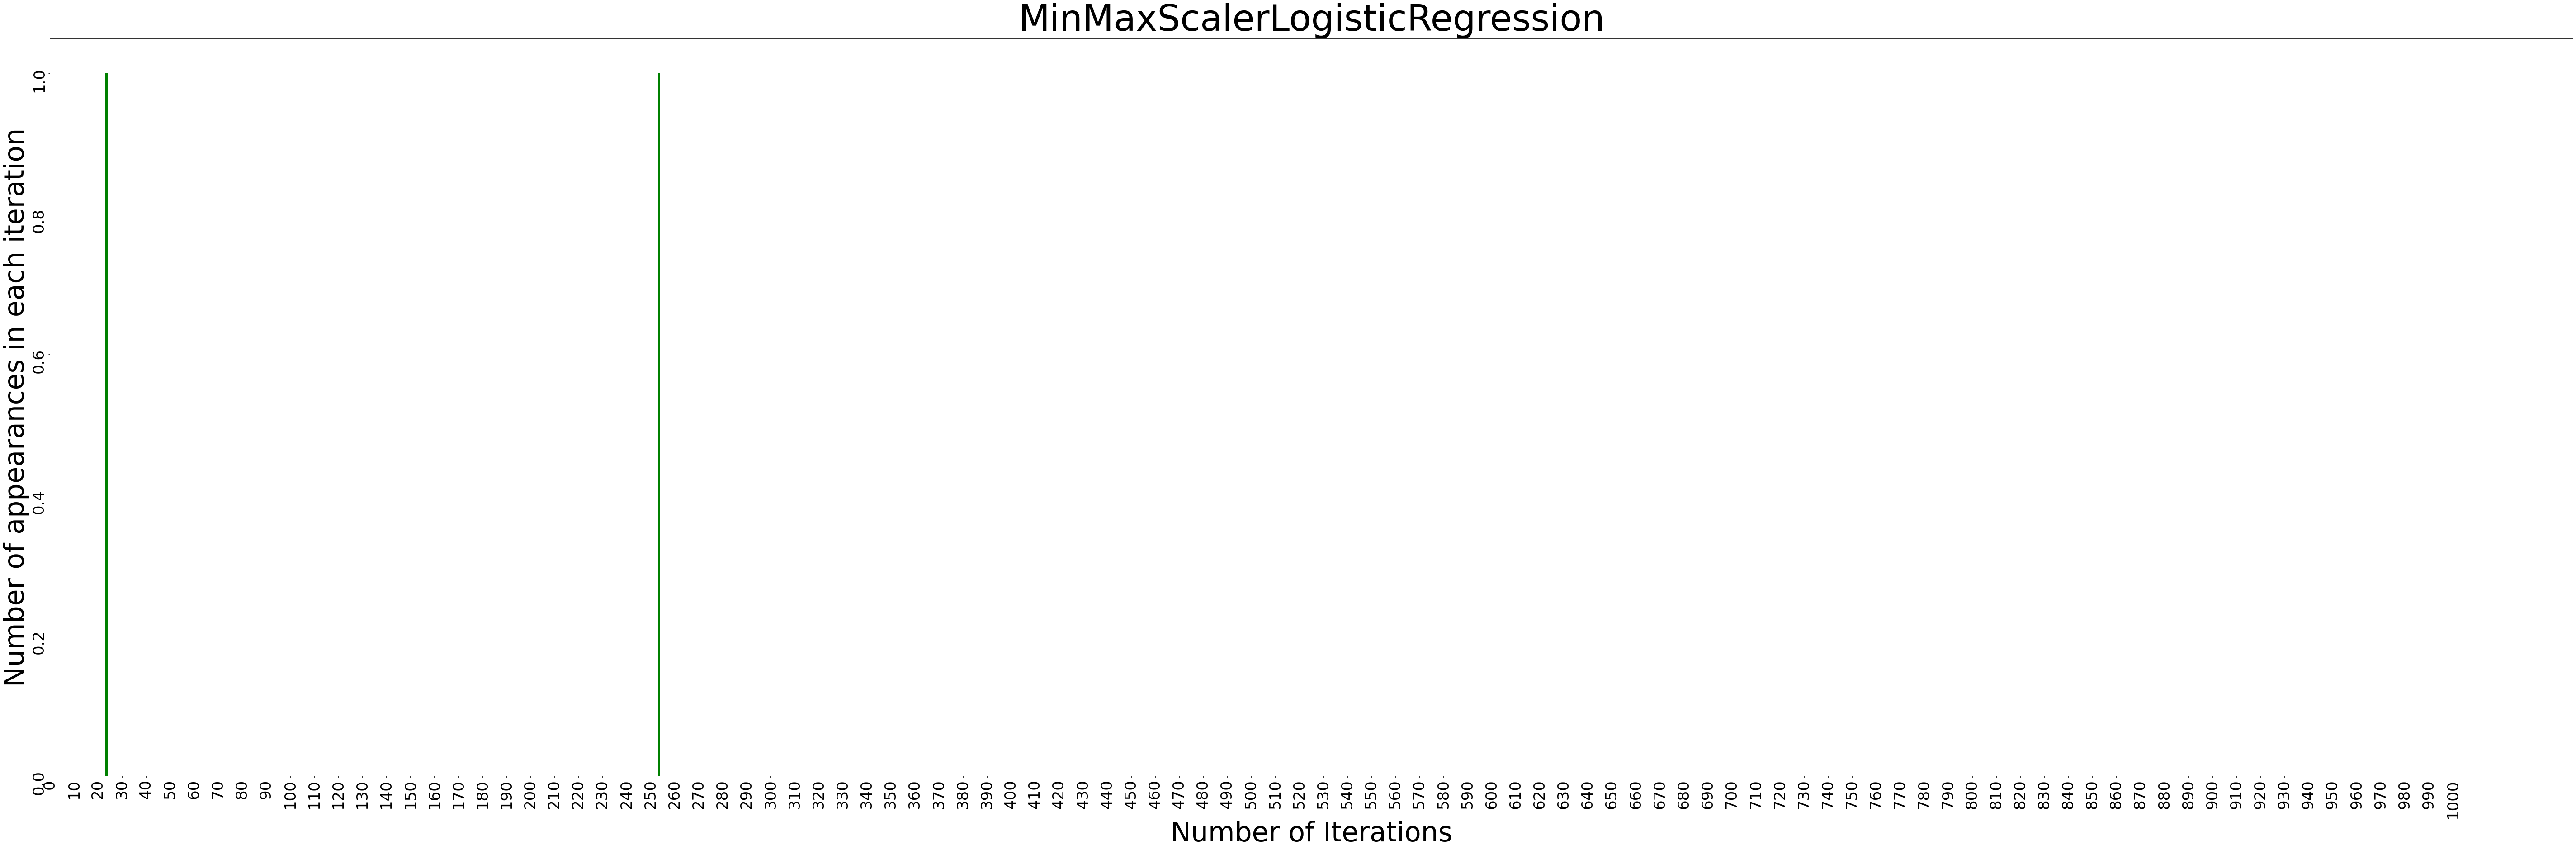 MinMaxScalerLogisticRegression
Number of appearances in each iteration
1.0
0.8
0.6
0.4
0.2
0.0
0 10 20 30 40 50 60 70 80 90 100 110 120 130 140 150 160 170 180 190 200 210 220 230 240 250 260 270 280 290 300 310 320 330 340 350 360 370 380 390 400 410 420 430 440 450 460 470 480 490 500 510 520 530 540 550 560 570 580 590 600 610 620 630 640 650 660 670 680 690 700 710 720 730 740 750 760 770 780 790 800 810 820 830 840 850 860 870 880 890 900 910 920 930 940 950 960 970 980 990 1000
Number of Iterations